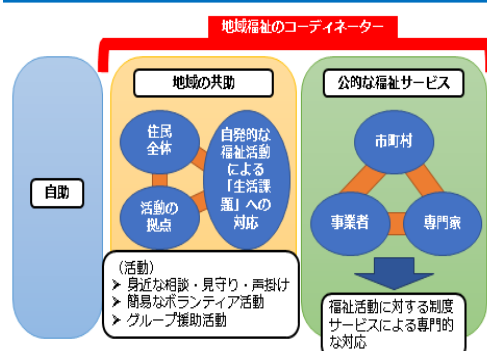 地域福祉のコーディネーター
自助
地域の共助
住民
全体
活動の
拠点
自発的な
福祉活動
による
「生活課
題」への
対応
(活動)
➢ 身近な相談・見守り・声掛け
➢ 簡易なボランティア活動
➢ グループ援助活動
公的な福祉サービス
市町村
事業者
専門家
福祉活動に対する制度
サービスによる専門的
な対応